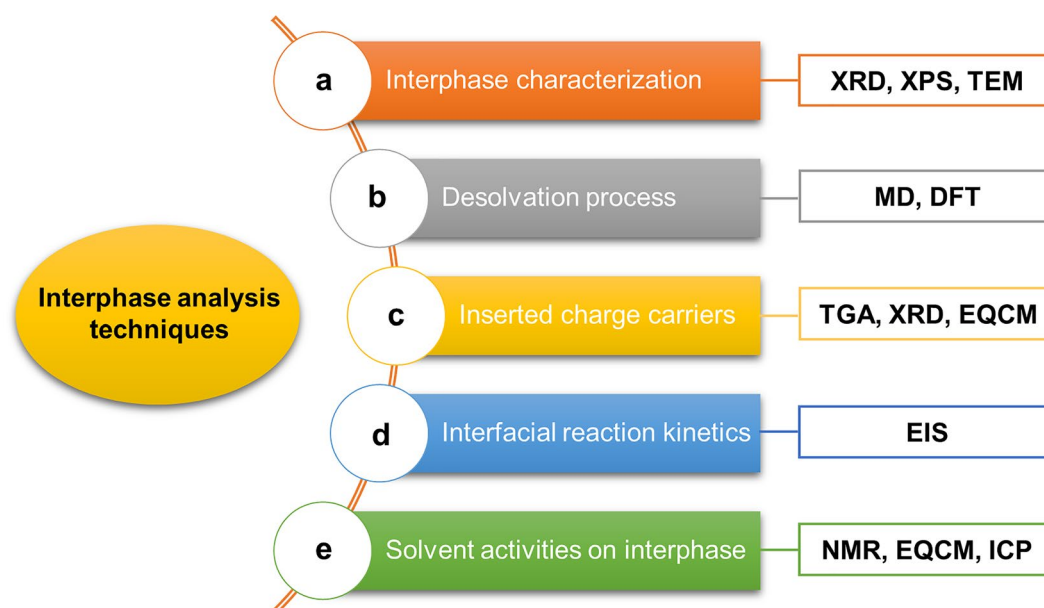 Interphase analysis
techniques
a
Interphase characterization
XRD, XPS, TEM
b
Desolvation process
MD, DFT
c
Inserted charge carriers
TGA, XRD, EQCM
d
Interfacial reaction kinetics
EIS
e
Solvent activities on interphase
NMR, EQCM, ICP